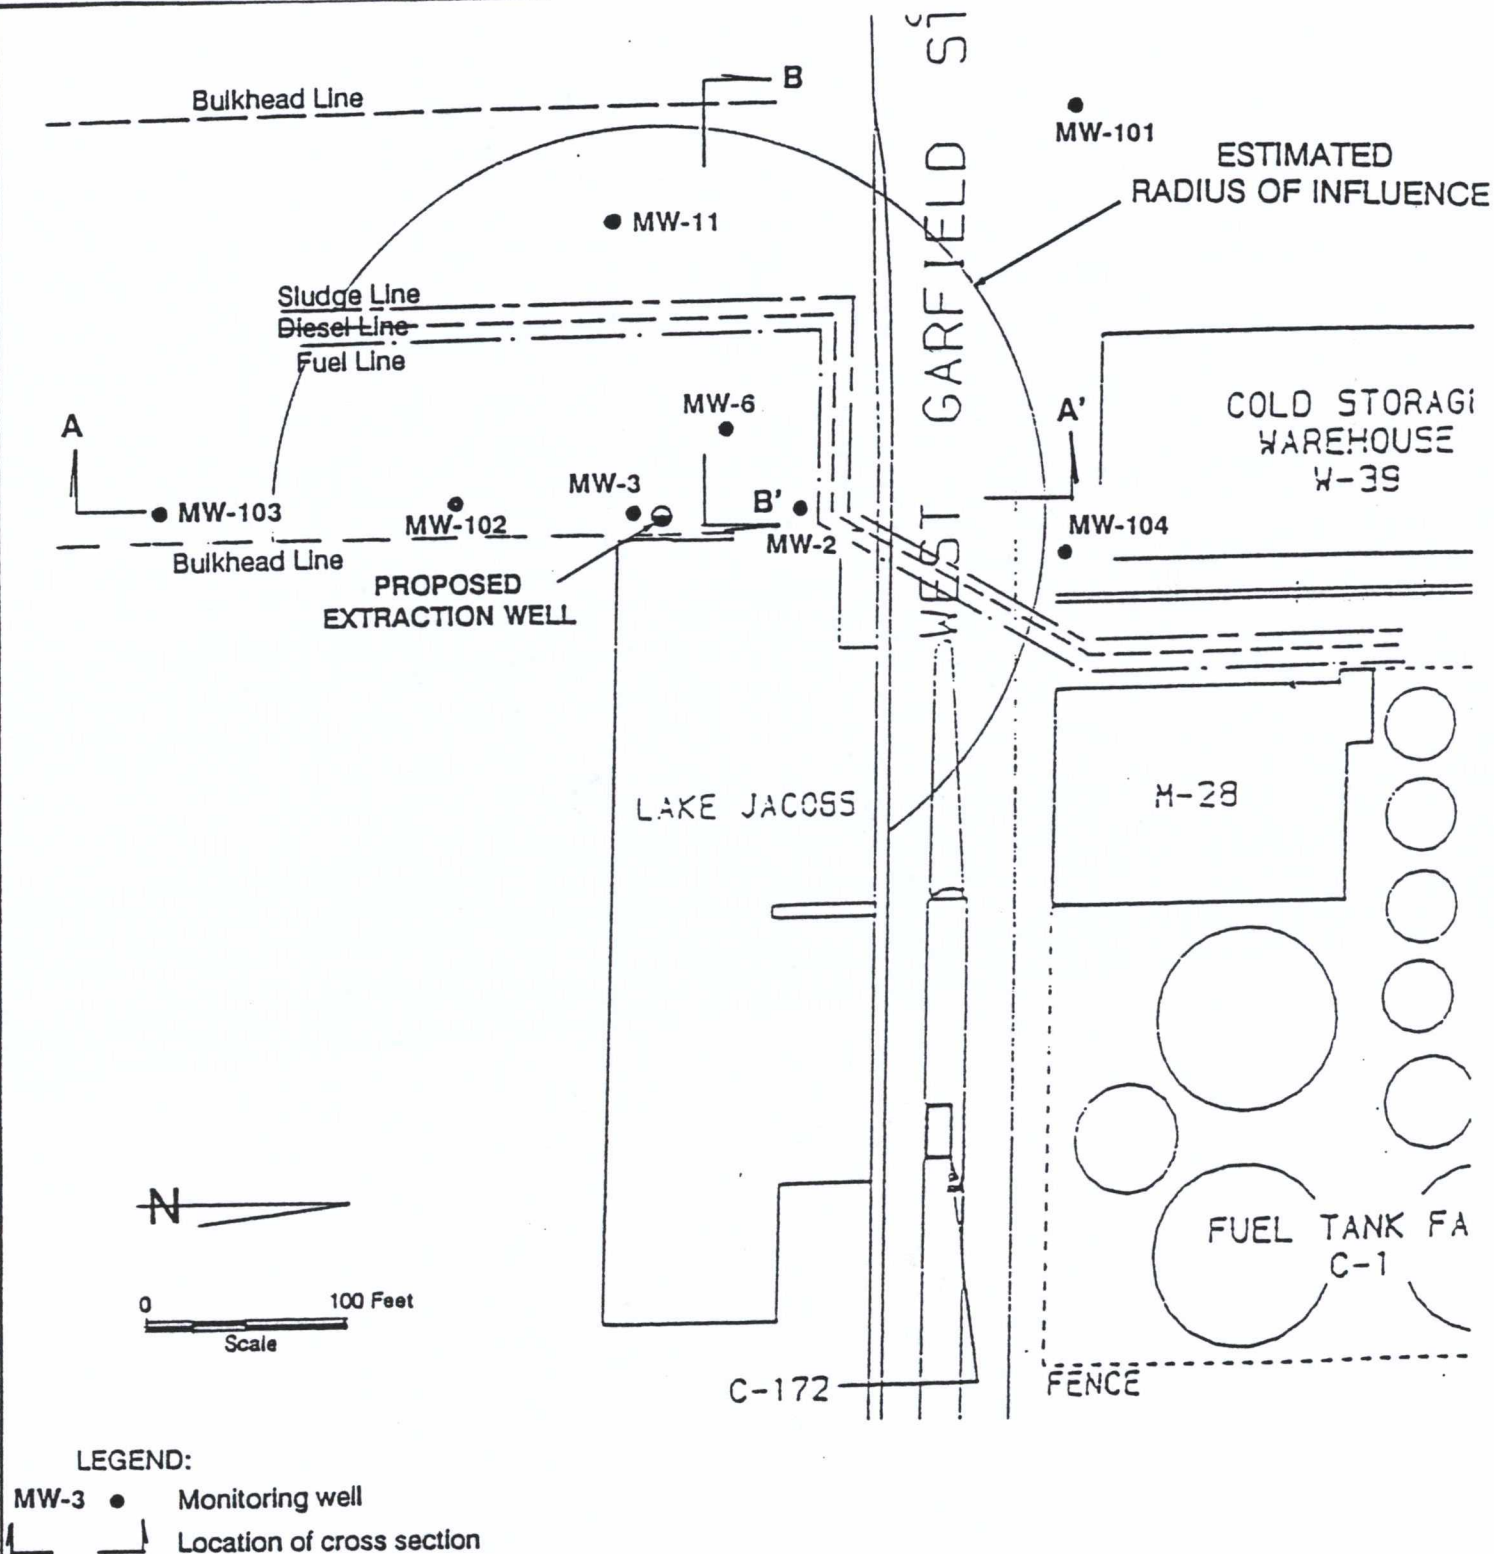 B
Bulkhead Line
MW-101
ESTIMATED
RADIUS OF INFLUENCE
MW-11
WEST GARFIELD ST
Sludge Line
Diesel Line
Fuel Line
MW-6
A
A'
COLD STORAG
WAREHOUSE
W-39
MW-3
MW-103
MW-102
B'
MW-2
MW-104
Bulkhead Line
PROPOSED
EXTRACTION WELL
LAKE JACOSS
M-28
N
0 100 Feet
Scale
FUEL TANK FA
C-1
C-172
FENCE
LEGEND:
MW-3 Monitoring well
Location of cross section